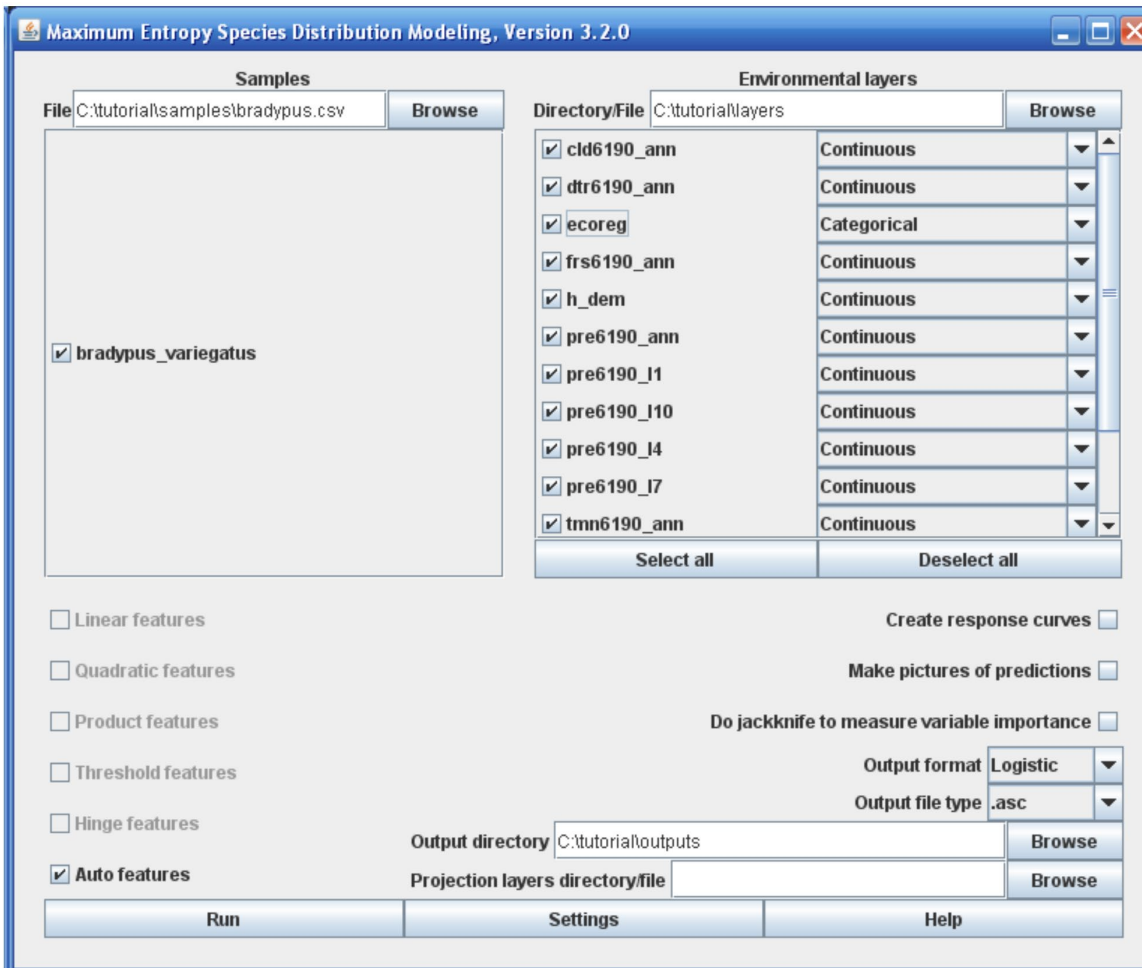 Maximum Entropy Species Distribution Modeling, Version 3.2.0
Samples
File C:\tutorial\samples\bradypus.csv Browse
bradypus_variegatus
Environmental layers
Directory/File C:\tutorial\layers Browse
cld6190_ann Continuous
dtr6190_ann Continuous
ecoreg Categorical
frs6190_ann Continuous
h_dem Continuous
pre6190_ann Continuous
pre6190_l1 Continuous
pre6190_l10 Continuous
pre6190_l4 Continuous
pre6190_l7 Continuous
tmn6190_ann Continuous
Select all Deselect all
Linear features
Quadratic features
Product features
Threshold features
Hinge features
Auto features
Create response curves
Make pictures of predictions
Do jackknife to measure variable importance
Output format Logistic
Output file type .asc
Output directory C:\tutorial\outputs Browse
Projection layers directory/file Browse
Run Settings Help